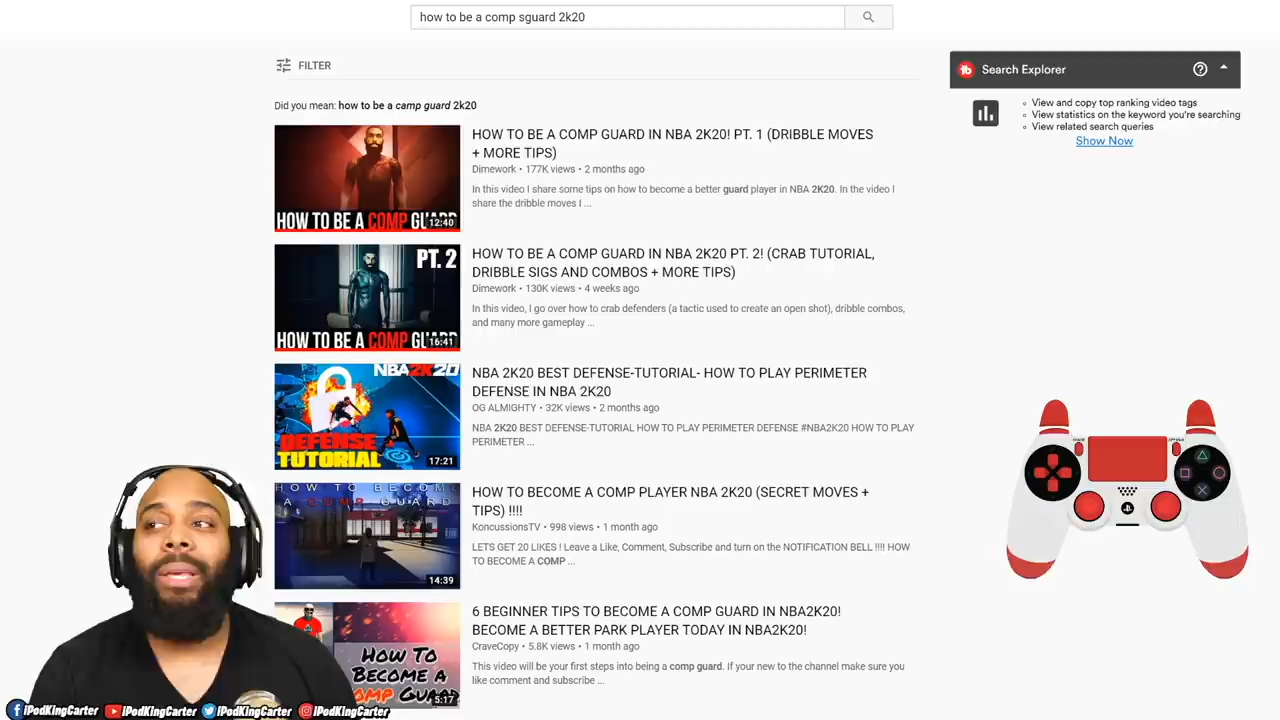 how to be a comp sguard 2k20
FILTER
Search Explorer
View and copy top ranking video tags
View statistics on the keyword you're searching
View related search queries
Show Now
Did you mean: how to be a camp guard 2k20
HOW TO BE A COMP GUARD IN NBA 2K20! PT. 1 (DRIBBLE MOVES
+ MORE TIPS)
Dimework • 177K views • 2 months ago
In this video I share some tips on how to become a better guard player in NBA 2K20. In the video I
share the dribble moves I ...
HOW TO BE A COMP GUARD
12:40
HOW TO BE A COMP GUARD IN NBA 2K20 PT. 2! (CRAB TUTORIAL,
DRIBBLE SIGS AND COMBOS + MORE TIPS)
Dimework • 130K views • 4 weeks ago
In this video, I go over how to crab defenders (a tactic used to create an open shot), dribble combos,
and many more gameplay ...
PT. 2
HOW TO BE A COMP GUARD
16:41
NBA 2K20 BEST DEFENSE-TUTORIAL- HOW TO PLAY PERIMETER
DEFENSE IN NBA 2K20
OG ALMIGHTY • 32K views • 2 months ago
NBA 2K20 BEST DEFENSE-TUTORIAL HOW TO PLAY PERIMETER DEFENSE #NBA2K20 HOW TO PLAY
PERIMETER ...
NBA2K20
DEFENSE
TUTORIAL
17:21
HOW TO BECOME A COMP PLAYER NBA 2K20 (SECRET MOVES +
TIPS) !!!!
KoncussionsTV • 998 views • 1 month ago
LETS GET 20 LIKES ! Leave a Like, Comment, Subscribe and turn on the NOTIFICATION BELL !!!! HOW
TO BECOME A COMP ...
HOW TO BECOME
A COMP GUARD
14:39
6 BEGINNER TIPS TO BECOME A COMP GUARD IN NBA2K20!
BECOME A BETTER PARK PLAYER TODAY IN NBA2K20!
CraveCopy • 5.8K views • 1 month ago
This video will be your first steps into being a comp guard. If your new to the channel make sure you
like comment and subscribe ...
How To
Become A
Comp Guard
5:17
iPodKingCarter iPodKingCarter iPodKingCarter iPodKingCarter